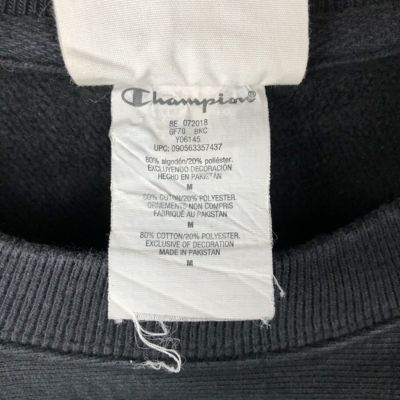 Champion
8E 072018
GF70 BKC
Y06145
UPC: 090563357437
80% algodón/20% poliéster.
EXCLUYENDO DECORACIÓN
HECHO EN PAKISTAN
M
80% COTON/20% POLYESTER.
ORNEMENTS NON COMPRIS
FABRIQUÉ AU PAKISTAN
M
80% COTTON/20% POLYESTER.
EXCLUSIVE OF DECORATION
MADE IN PAKISTAN
M